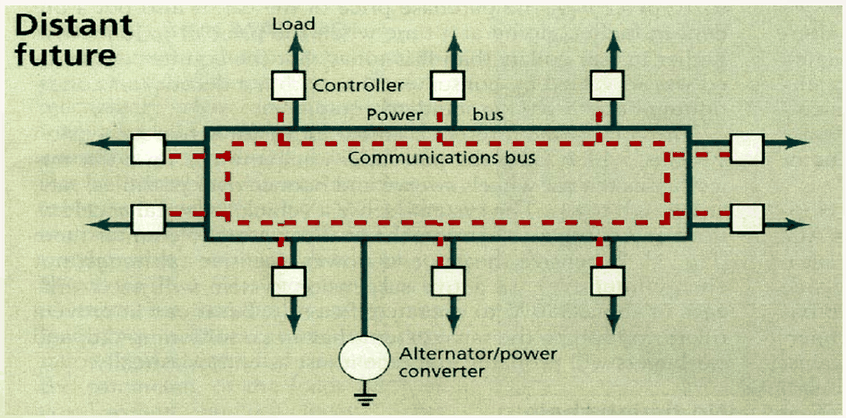 Distant
future
Load
Controller
Power bus
Communications bus
Alternator/power
converter